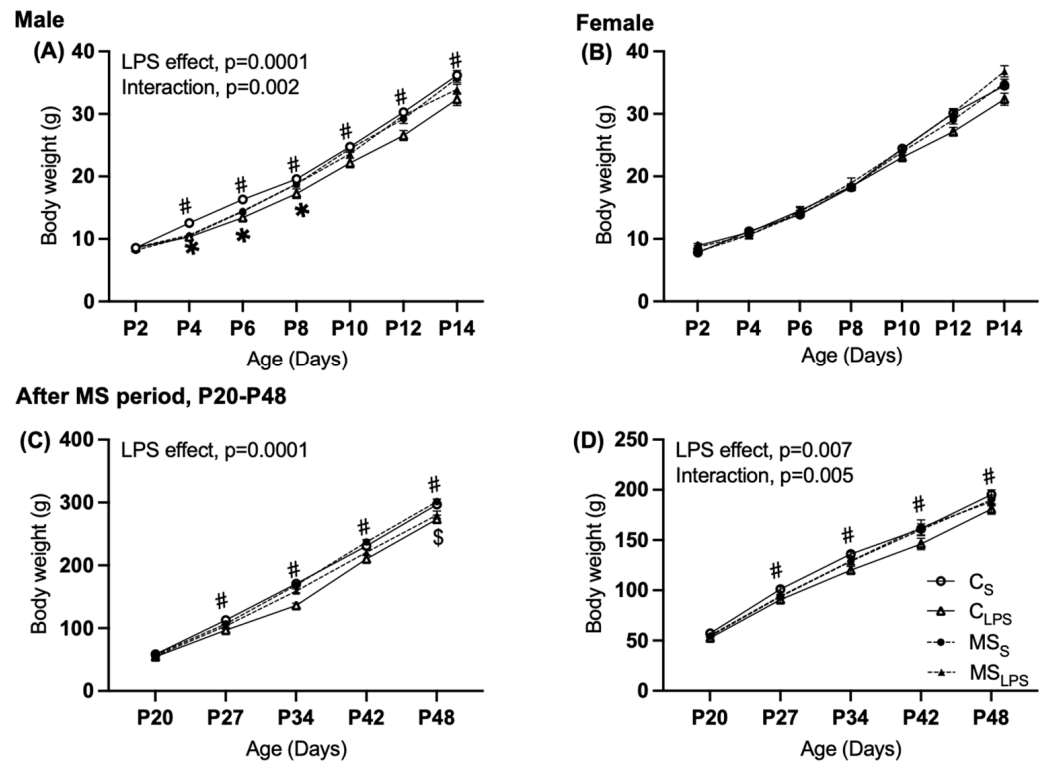 Male
Female
(A)
LPS effect, p=0.0001
Interaction, p=0.002
Body weight (g)
40
30
20
10
0
# # # # # #
* * *
P2 P4 P6 P8 P10 P12 P14
Age (Days)
(B)
Body weight (g)
40
30
20
10
0
P2 P4 P6 P8 P10 P12 P14
Age (Days)
After MS period, P20-P48
(C)
LPS effect, p=0.0001
Body weight (g)
400
300
200
100
0
# # # #
$
P20 P27 P34 P42 P48
Age (Days)
(D)
LPS effect, p=0.007
Interaction, p=0.005
Body weight (g)
250
200
150
100
50
0
# # # #
P20 P27 P34 P42 P48
Age (Days)
CS
CLPS
MSS
MSLPS